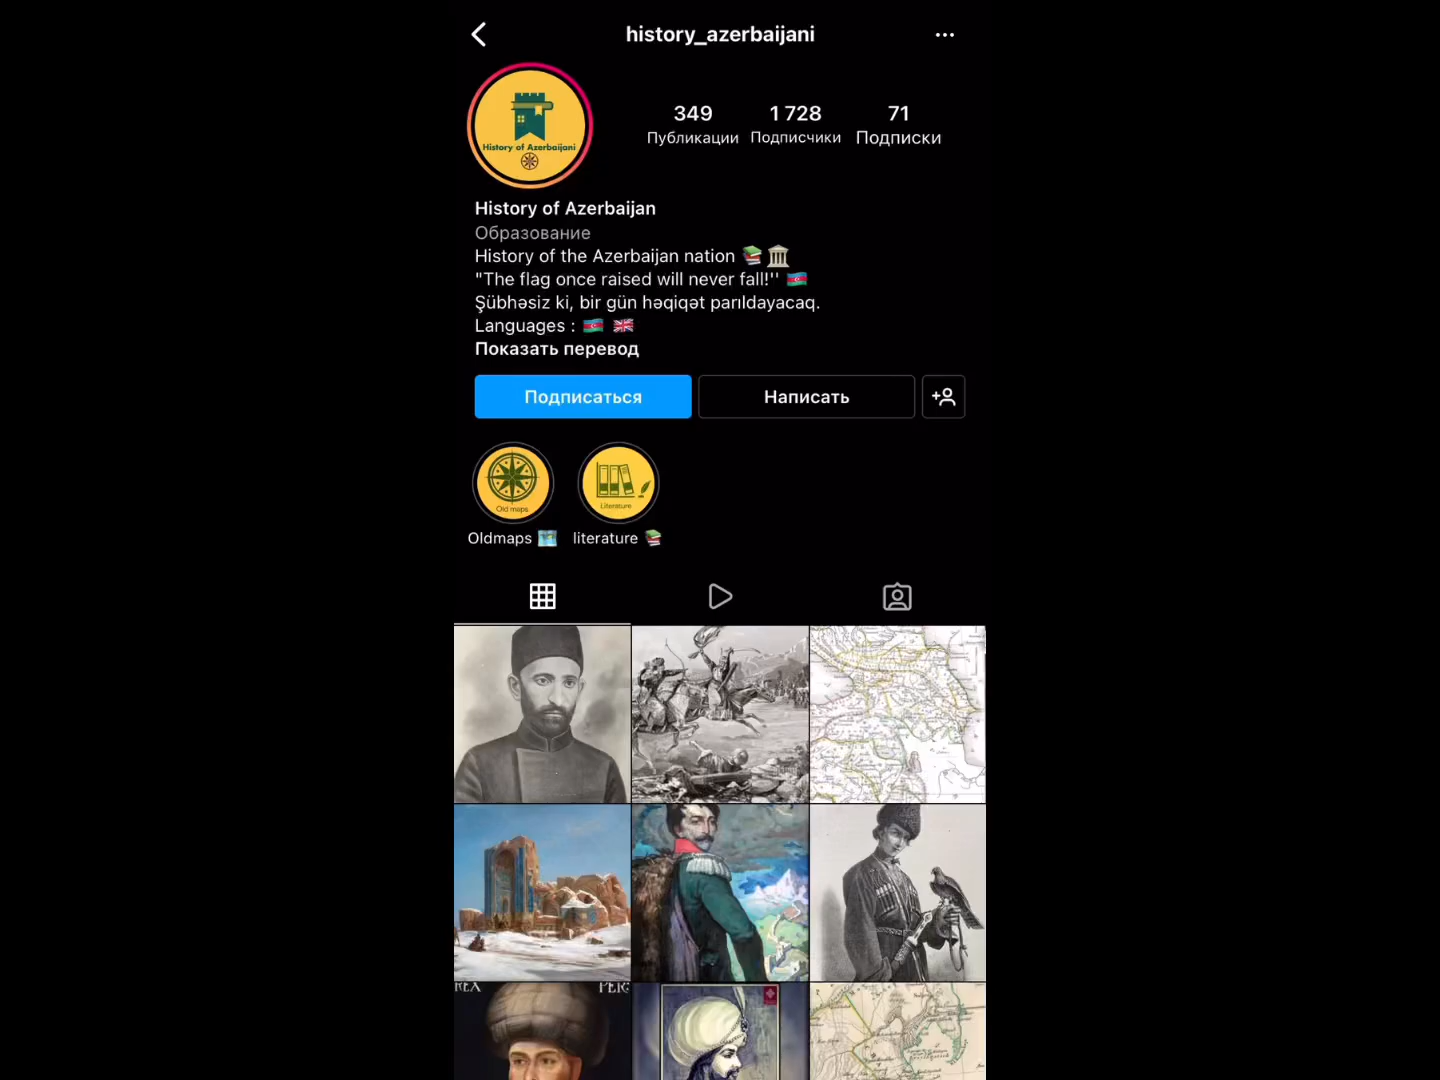 history_azerbaijani
History of Azerbaijani
349 1 728 71
Публикации Подписчики Подписки
History of Azerbaijan
Образование
History of the Azerbaijan nation
"The flag once raised will never fall!''
Şübhəsiz ki, bir gün həqiqət parıldayacaq.
Languages :
Показать перевод
Подписаться Написать
Old maps Literature
Oldmaps literature